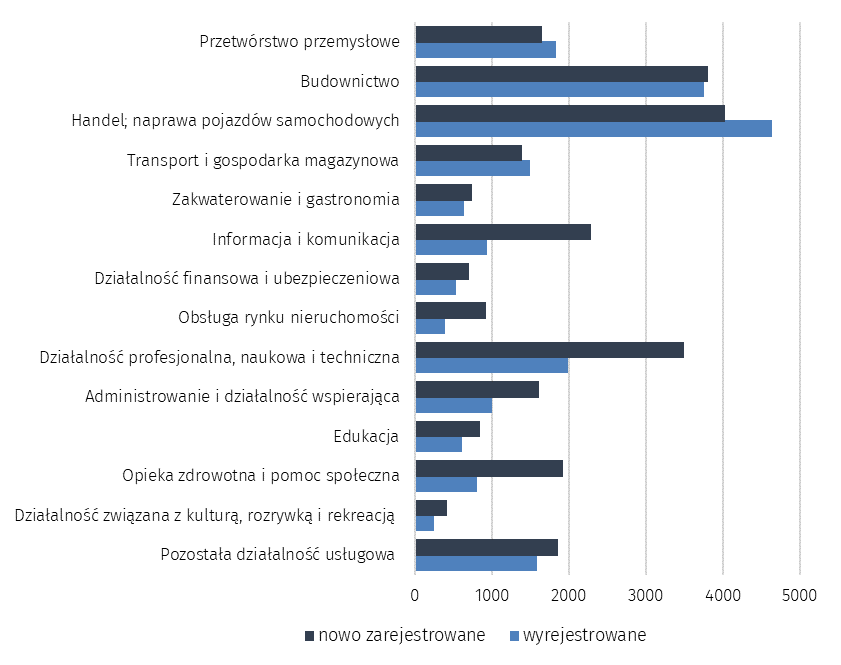 Przetwórstwo przemysłowe
Budownictwo
Handel; naprawa pojazdów samochodowych
Transport i gospodarka magazynowa
Zakwaterowanie i gastronomia
Informacja i komunikacja
Działalność finansowa i ubezpieczeniowa
Obsługa rynku nieruchomości
Działalność profesjonalna, naukowa i techniczna
Administrowanie i działalność wspierająca
Edukacja
Opieka zdrowotna i pomoc społeczna
Działalność związana z kulturą, rozrywką i rekreacją
Pozostała działalność usługowa
0 1000 2000 3000 4000 5000
nowo zarejestrowane wyrejestrowane